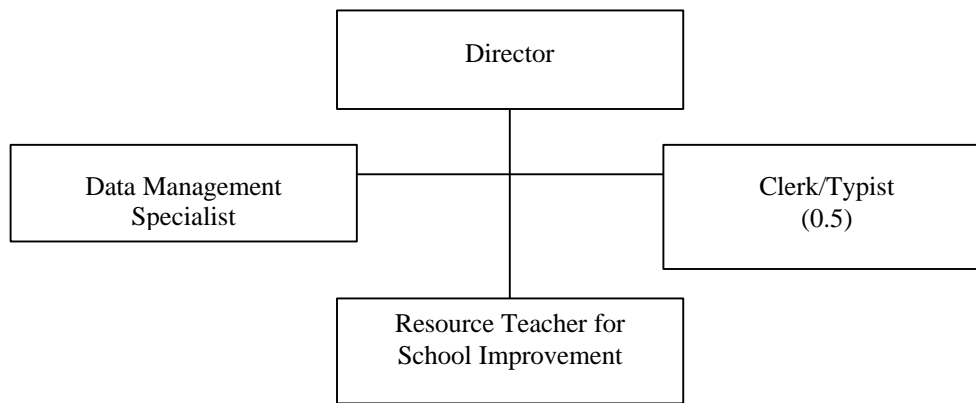 Director
Data Management
Specialist
Clerk/Typist
(0.5)
Resource Teacher for
School Improvement